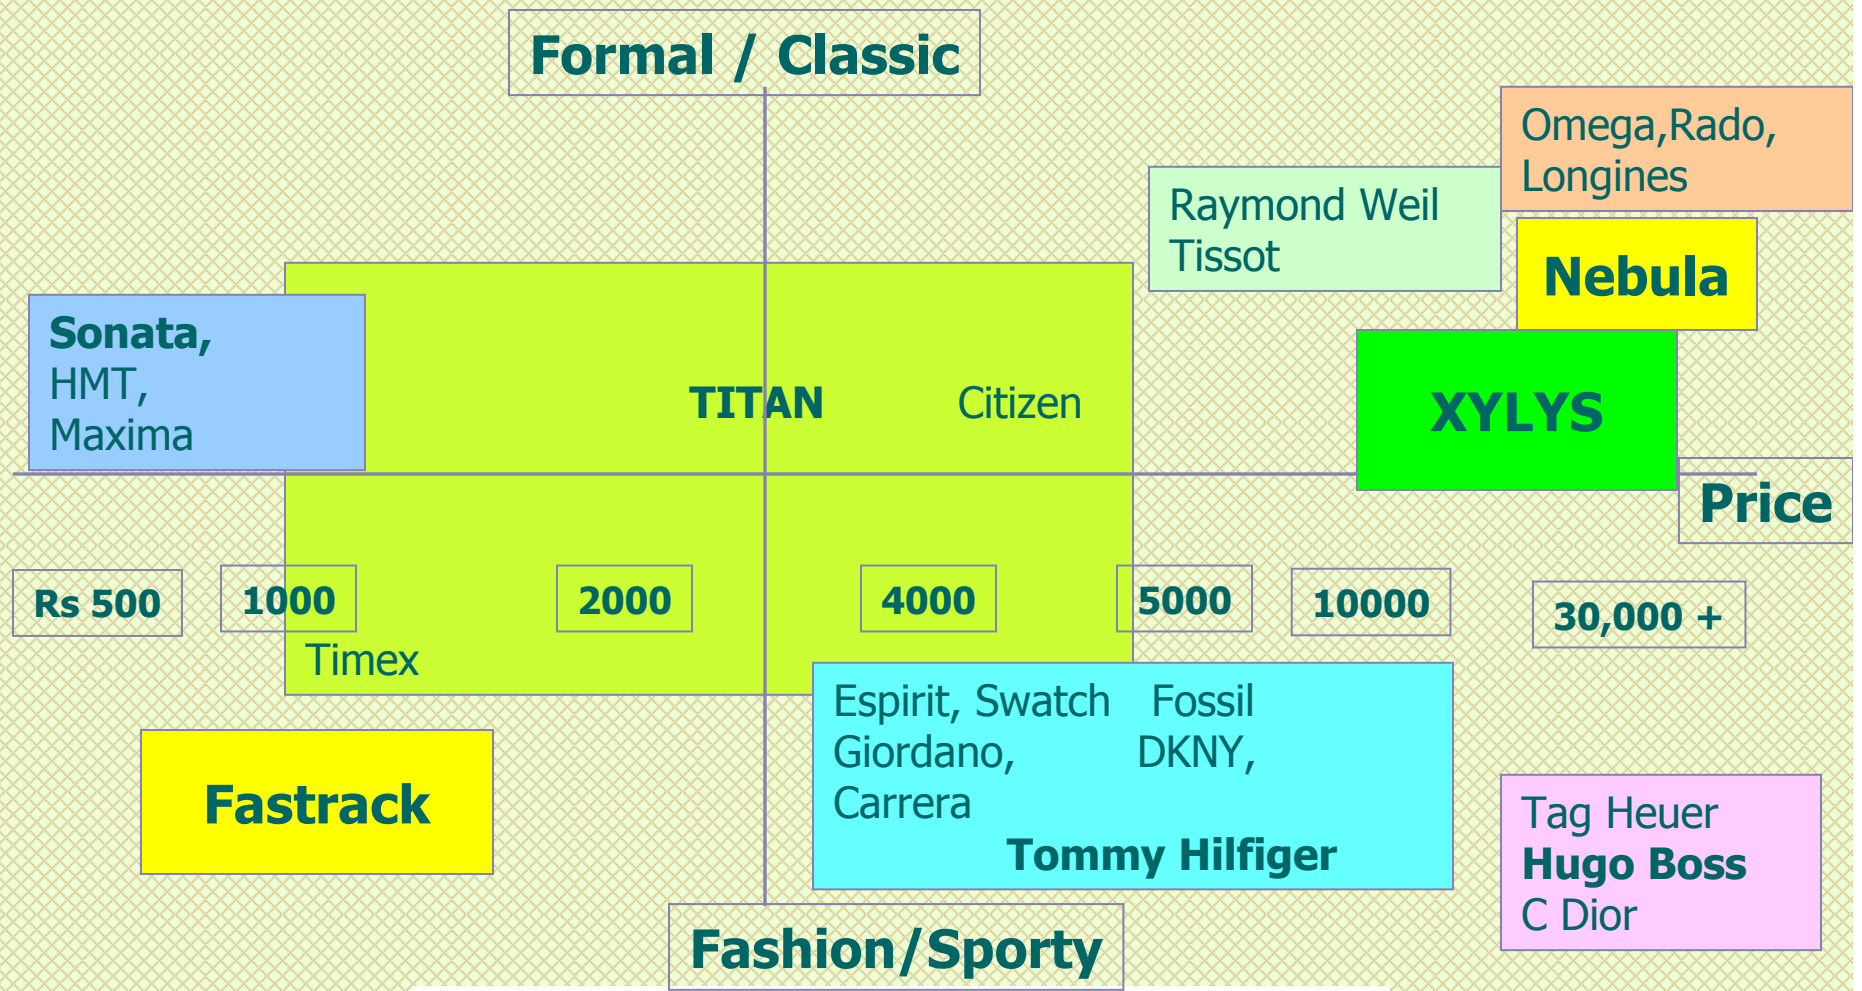 Formal / Classic
Omega,Rado,
Longines
Raymond Weil
Tissot
Nebula
Sonata,
HMT,
Maxima
TITAN
Citizen
XYLYS
Price
Rs 500
1000
2000
4000
5000
10000
30,000 +
Timex
Espirit, Swatch Fossil
Giordano, DKNY,
Carrera
Tommy Hilfiger
Fastrack
Tag Heuer
Hugo Boss
C Dior
Fashion/Sporty